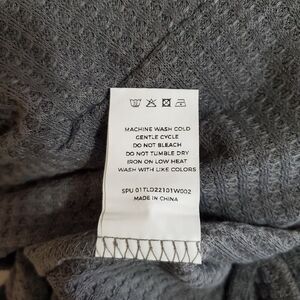 MACHINE WASH COLD
GENTLE CYCLE
DO NOT BLEACH
DO NOT TUMBLE DRY
IRON ON LOW HEAT
WASH WITH LIKE COLORS
SPU 01TLD22101W002
MADE IN CHINA